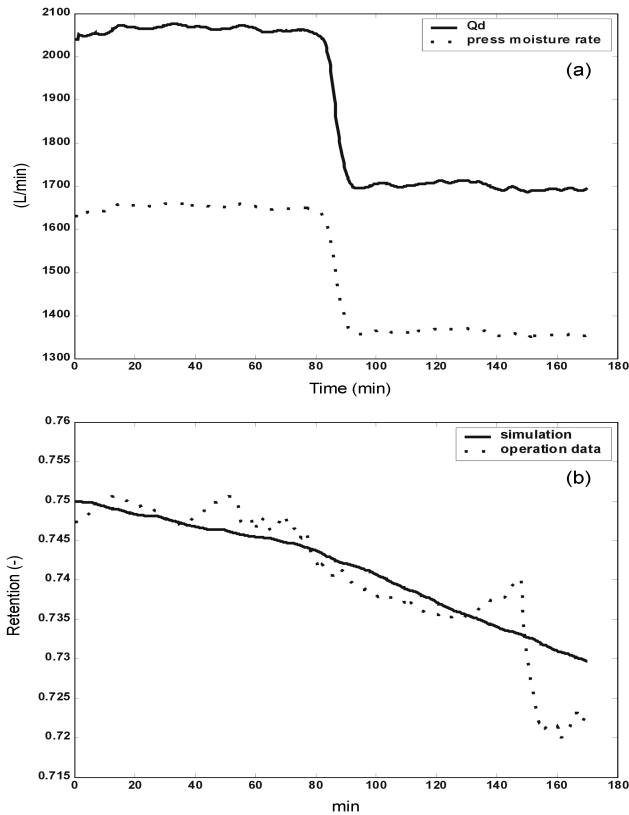 2100
Qd
press moisture rate
(a)
2000
1900
1800
(L/min)
1700
1600
1500
1400
1300
0 20 40 60 80 100 120 140 160 180
Time (min)
0.76
simulation
operation data
0.755
(b)
0.75
0.745
0.74
Retention (-)
0.735
0.73
0.725
0.72
0.715
0 20 40 60 80 100 120 140 160 180
min